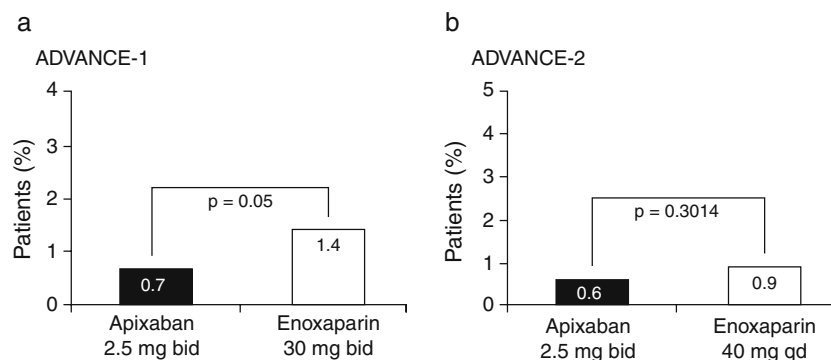 a
ADVANCE-1
4
3
2
1
0
Patients (%)
p = 0.05
0.7
1.4
Apixaban
2.5 mg bid
Enoxaparin
30 mg bid
b
ADVANCE-2
5
4
3
2
1
0
Patients (%)
p = 0.3014
0.6
0.9
Apixaban
2.5 mg bid
Enoxaparin
40 mg qd